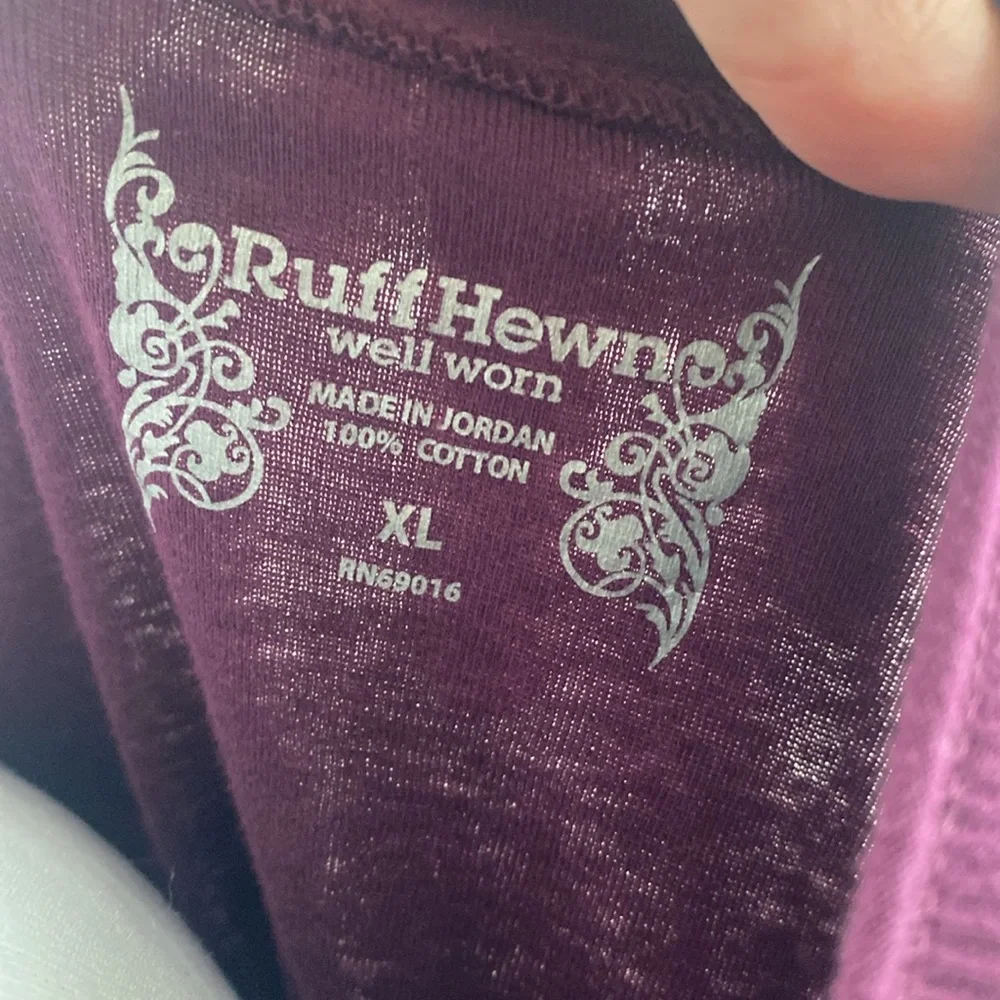 Ruff Hewn
well worn
MADE IN JORDAN
100% COTTON
XL
RN69016